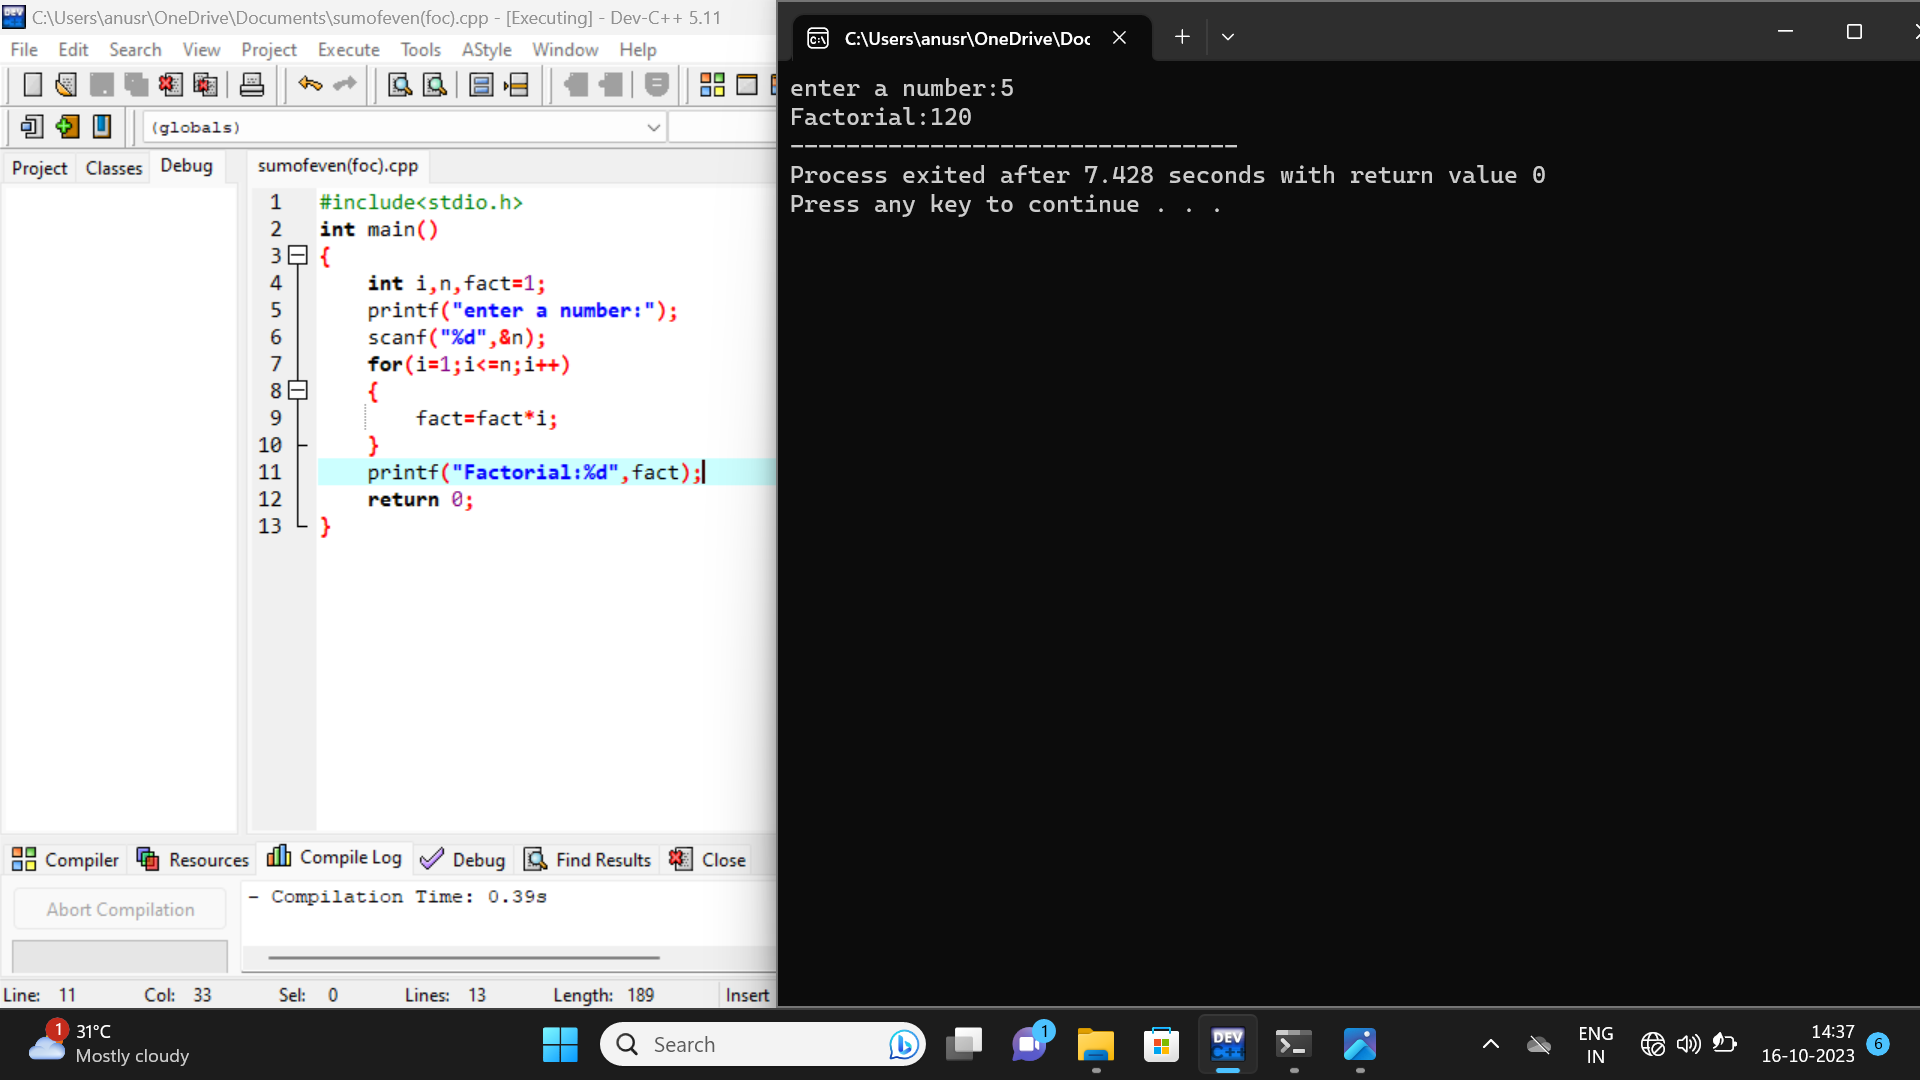 C:\Users\anusr\OneDrive\Documents\sumofeven(foc).cpp - [Executing] - Dev-C++ 5.11
File Edit Search View Project Execute Tools AStyle Window Help
(globals)
Project Classes Debug
sumofeven(foc).cpp
1 #include<stdio.h>
2 int main()
3 {
4 int i,n,fact=1;
5 printf("enter a number:");
6 scanf("%d",&n);
7 for(i=1;i<=n;i++)
8 {
9 fact=fact*i;
10 }
11 printf("Factorial:%d",fact);
12 return 0;
13 }
Compiler Resources Compile Log Debug Find Results Close
Abort Compilation
- Compilation Time: 0.39s
Line: 11 Col: 33 Sel: 0 Lines: 13 Length: 189 Insert
C:\Users\anusr\OneDrive\Doc
enter a number:5
Factorial:120
--------------------------------
Process exited after 7.428 seconds with return value 0
Press any key to continue . . .
1
31°C
Mostly cloudy
Search
1
DEV
C++
ENG
IN
14:37
16-10-2023
6